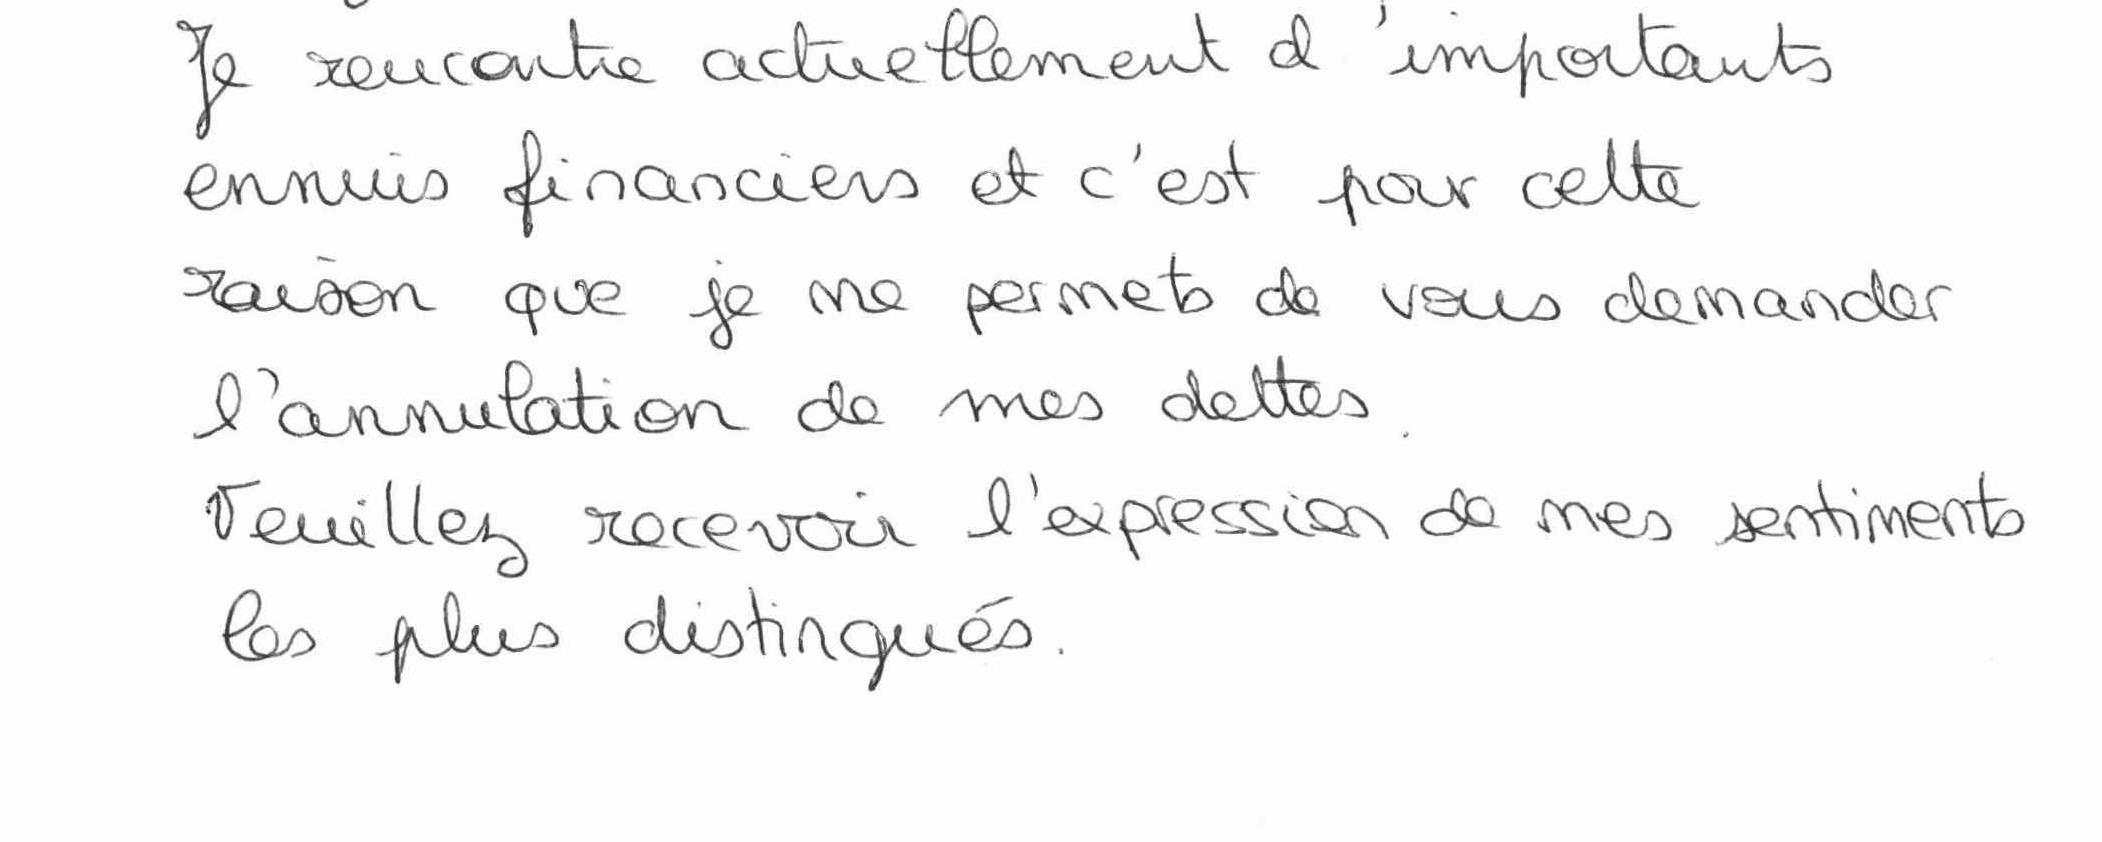 Je rencontre actuellement d'importants
ennuis financiers et c'est pour cette
raison que je me permets de vous demander
l'annulation de mes dettes.
Veuillez recevoir l'expression de mes sentiments
les plus distingués.